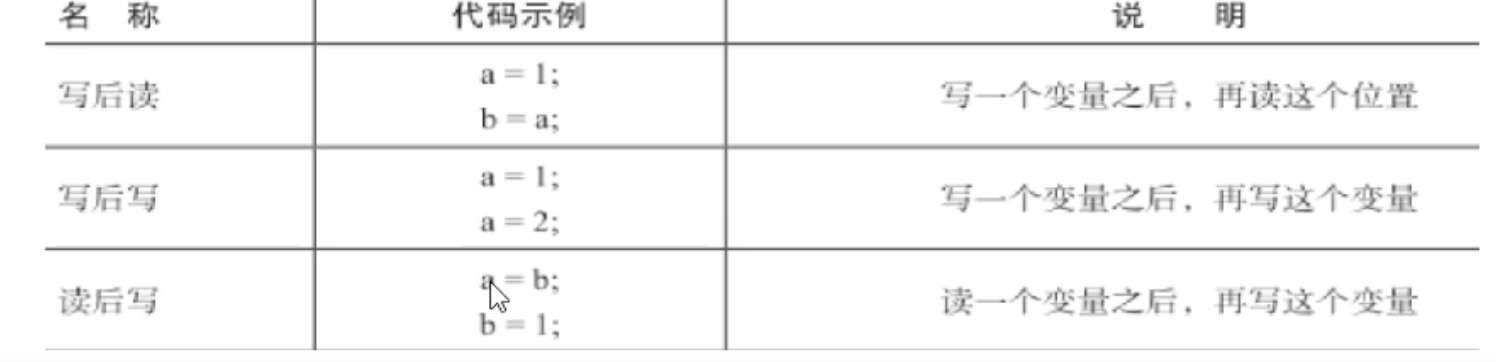 名 称 代码示例 说 明
写后读 a = 1; 写一个变量之后，再读这个位置
b = a;
写后写 a = 1; 写一个变量之后，再写这个变量
a = 2;
读后写 a = b; 读一个变量之后，再写这个变量
b = 1;